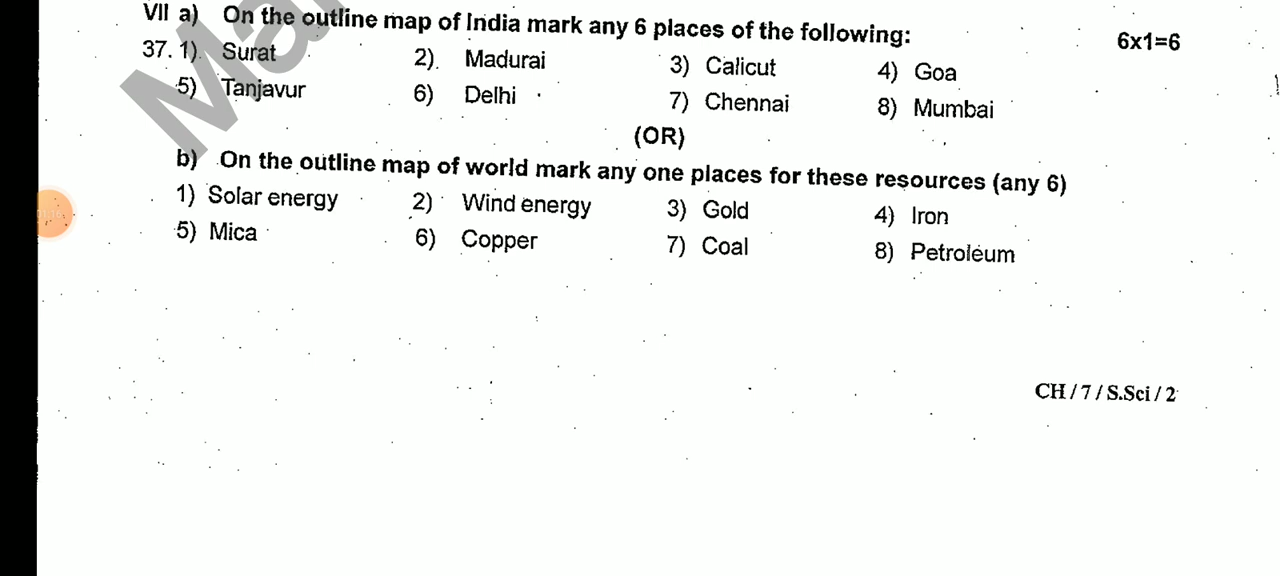 VII a) On the outline map of India mark any 6 places of the following: 6x1=6
37. 1) Surat 2) Madurai 3) Calicut 4) Goa
5) Tanjavur 6) Delhi 7) Chennai 8) Mumbai
(OR)
b) On the outline map of world mark any one places for these resources (any 6)
1) Solar energy 2) Wind energy 3) Gold 4) Iron
5) Mica 6) Copper 7) Coal 8) Petroleum
CH / 7 / S.Sci / 2